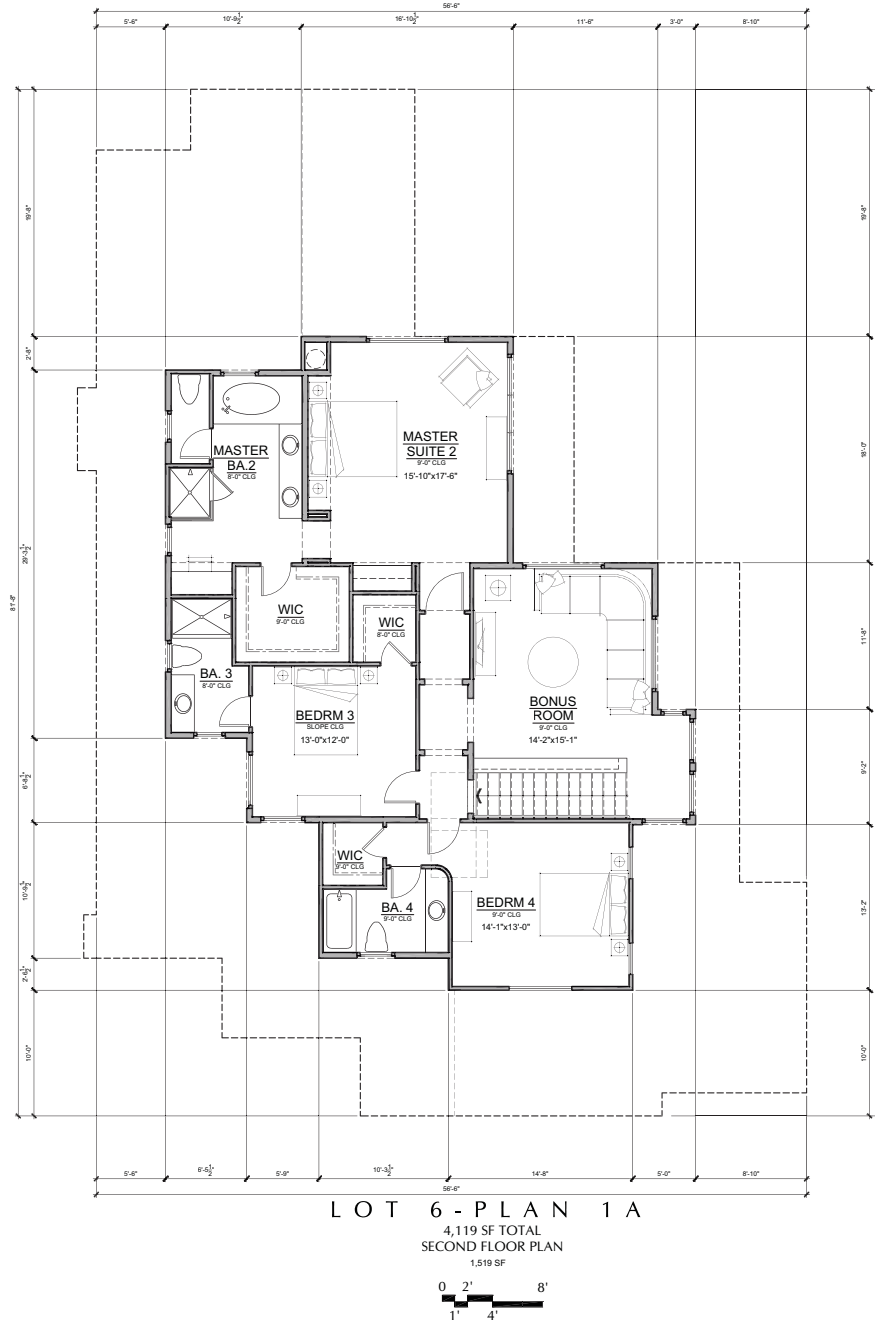 56'-6"
5'-6" 10'-9½" 16'-10½" 11'-6" 3'-0" 8'-10"
19'-8" 19'-8"
2'-8"
18'-0"
MASTER
BA.2
8'-0" CLG
MASTER
SUITE 2
9'-0" CLG
15'-10"x17'-6"
29'-3½"
81'-8"
WIC
9'-0" CLG
WIC
8'-0" CLG
11'-8"
BA. 3
8'-0" CLG
BEDRM 3
SLOPE CLG
13'-0"x12'-0"
BONUS
ROOM
9'-0" CLG
14'-2"x15'-1"
6'-8½"
9'-2"
WIC
9'-0" CLG
10'-9½"
BA. 4
9'-0" CLG
BEDRM 4
9'-0" CLG
14'-1"x13'-0"
13'-2"
2'-6½"
10'-0" 10'-0"
5'-6" 6'-5½" 5'-9" 10'-3½" 14'-8" 5'-0" 8'-10"
56'-6"
LOT 6-PLAN 1A
4,119 SF TOTAL
SECOND FLOOR PLAN
1,519 SF
0 2' 8'
1' 4'